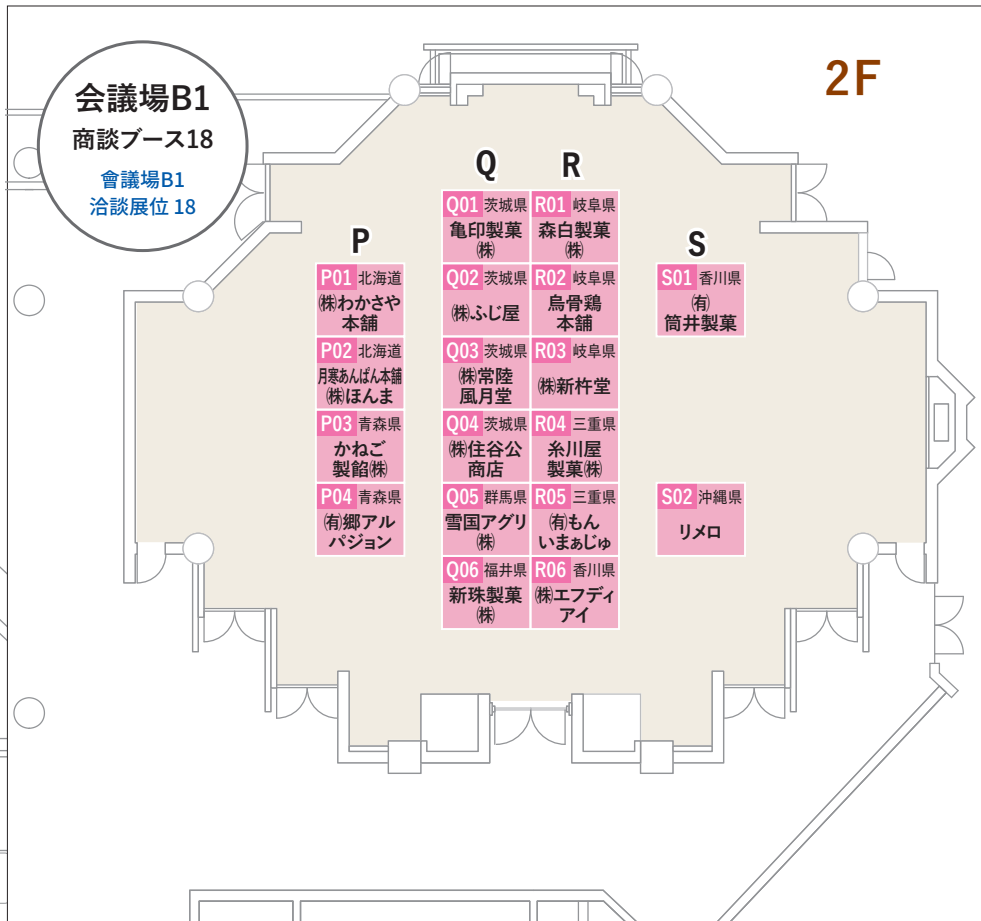 会議場B1
商談ブース18
會議場B1
洽談展位 18
2F
P
P01 北海道
㈱わかさや
本舗
P02 北海道
月寒あんぱん本舗
㈱ほんま
P03 青森県
かねご
製餡㈱
P04 青森県
㈲郷アル
パジョン
Q
Q01 茨城県
亀印製菓
㈱
Q02 茨城県
㈱ふじ屋
Q03 茨城県
㈱常陸
風月堂
Q04 茨城県
㈱住谷公
商店
Q05 群馬県
雪国アグリ
㈱
Q06 福井県
新珠製菓
㈱
R
R01 岐阜県
森白製菓
㈱
R02 岐阜県
烏骨鶏
本舗
R03 岐阜県
㈱新杵堂
R04 三重県
糸川屋
製菓㈱
R05 三重県
㈲もん
いまぁじゅ
R06 香川県
㈱エフディ
アイ
S
S01 香川県
㈲
筒井製菓
S02 沖縄県
リメロ